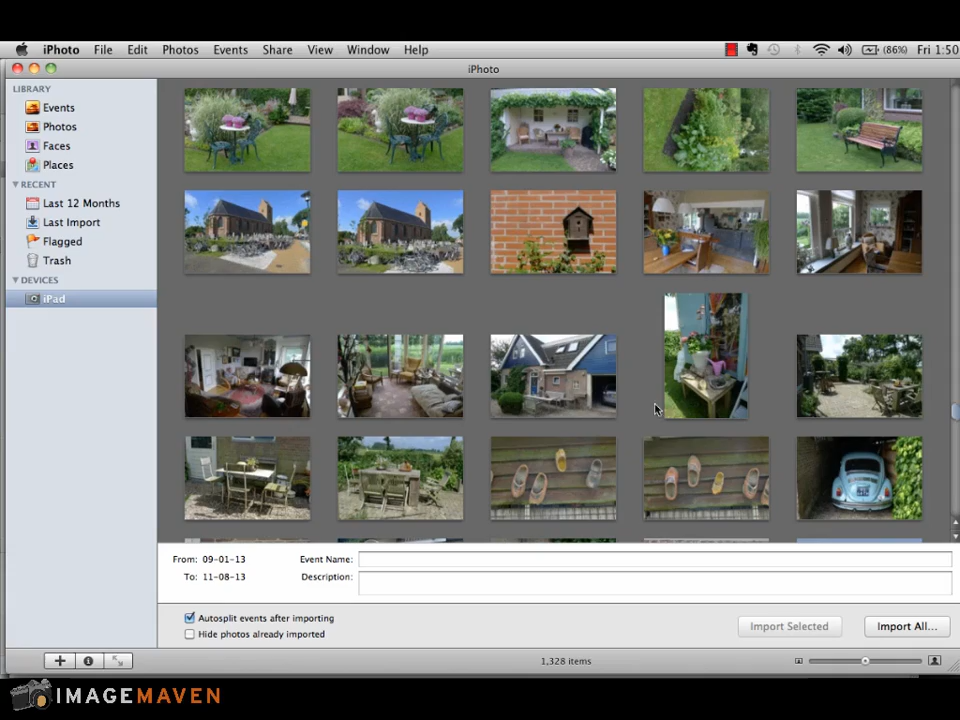 iPhoto File Edit Photos Events Share View Window Help (86%) Fri 1:50
iPhoto
LIBRARY
Events
Photos
Faces
Places
RECENT
Last 12 Months
Last Import
Flagged
Trash
DEVICES
iPad
From: 09-01-13 Event Name:
To: 11-08-13 Description:
Autosplit events after importing
Hide photos already imported
Import Selected Import All...
1,328 items
IMAGEMAVEN